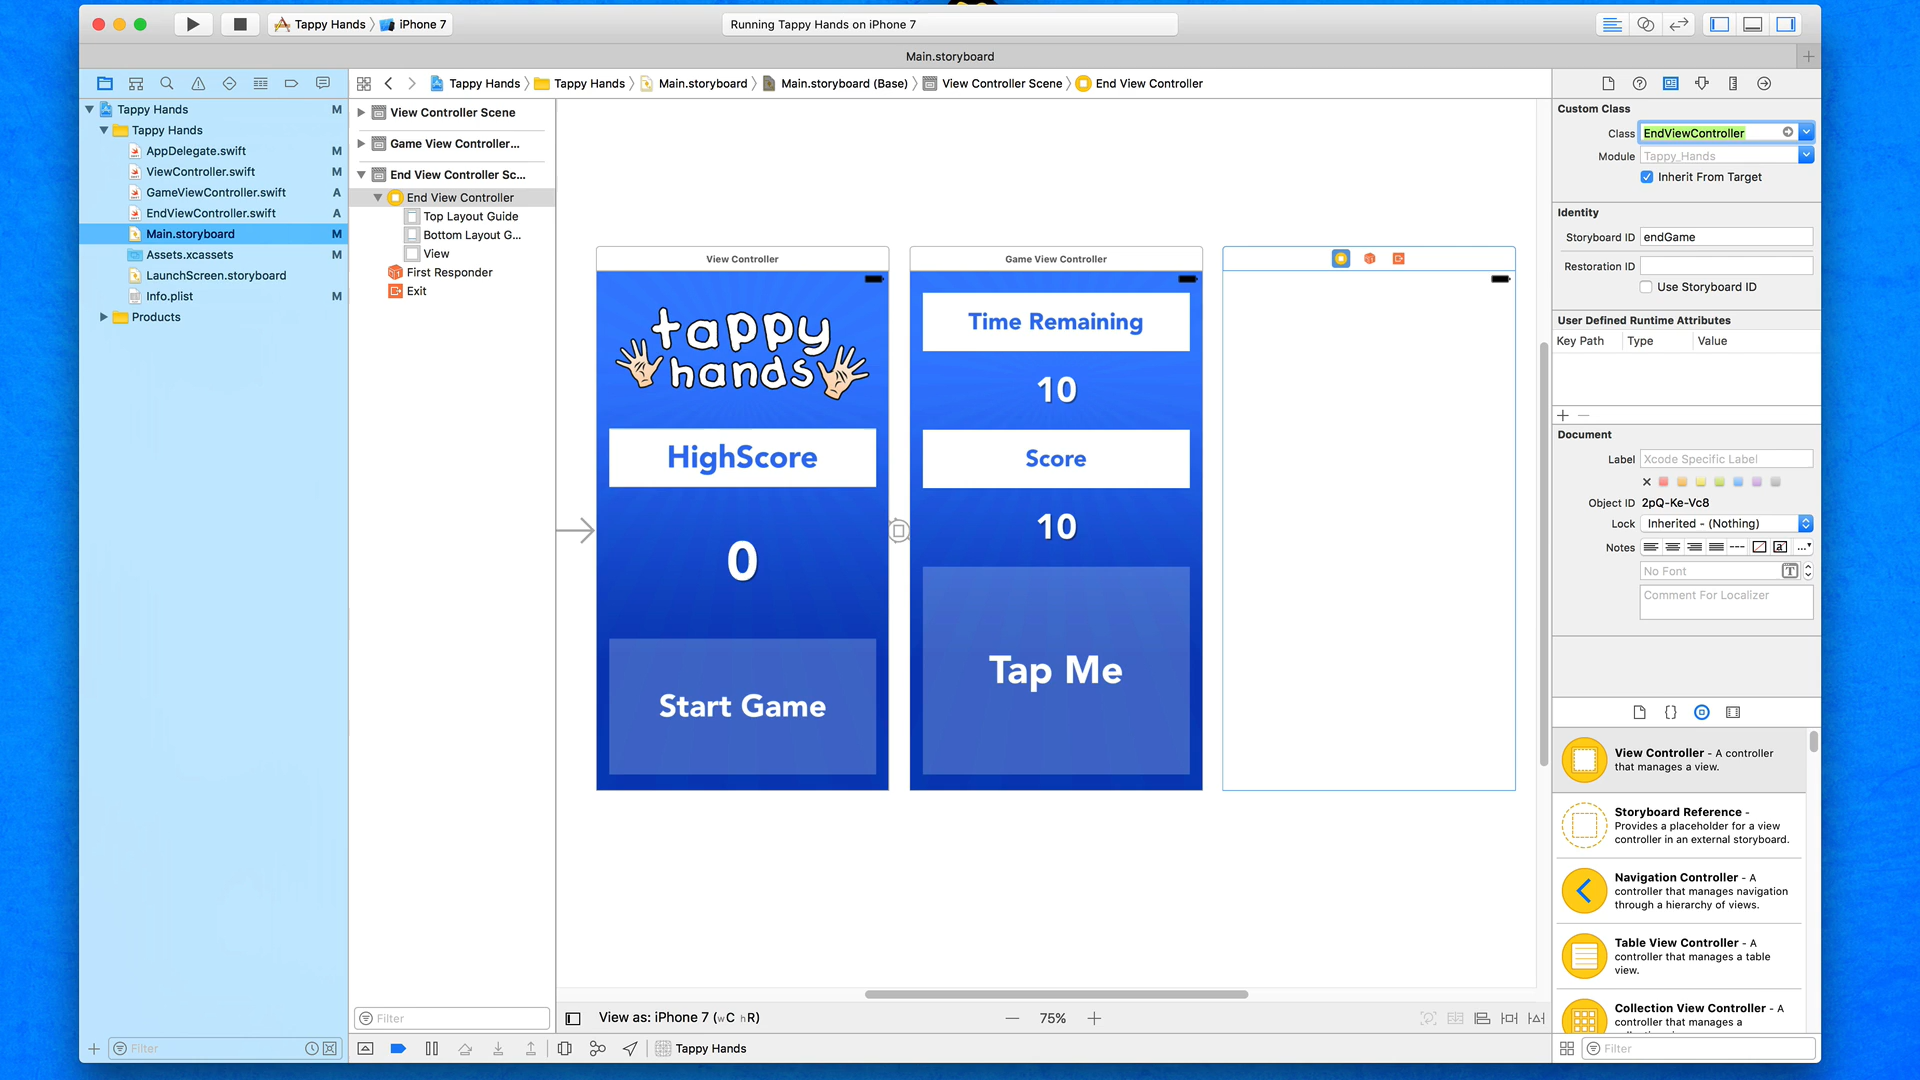 Tappy Hands
iPhone 7
Running Tappy Hands on iPhone 7
Main.storyboard
Tappy Hands
Tappy Hands
Main.storyboard
Main.storyboard (Base)
View Controller Scene
End View Controller
Tappy Hands M
Tappy Hands
AppDelegate.swift M
ViewController.swift M
GameViewController.swift A
EndViewController.swift A
Main.storyboard M
Assets.xcassets M
LaunchScreen.storyboard
Info.plist M
Products
Filter
View Controller Scene
Game View Controller...
End View Controller Sc...
End View Controller
Top Layout Guide
Bottom Layout G...
View
First Responder
Exit
Filter
View Controller
tappy
hands
HighScore
0
Start Game
Game View Controller
Time Remaining
10
Score
10
Tap Me
View as: iPhone 7 (wC hR)
75%
Tappy Hands
Custom Class
Class EndViewController
Module Tappy_Hands
Inherit From Target
Identity
Storyboard ID endGame
Restoration ID
Use Storyboard ID
User Defined Runtime Attributes
Key Path Type Value
Document
Label Xcode Specific Label
Object ID 2pQ-Ke-Vc8
Lock Inherited - (Nothing)
Notes
No Font
Comment For Localizer
View Controller - A controller
that manages a view.
Storyboard Reference -
Provides a placeholder for a view
controller in an external storyboard.
Navigation Controller - A
controller that manages navigation
through a hierarchy of views.
Table View Controller - A
controller that manages a table
view.
Collection View Controller - A
controller that manages a
Filter